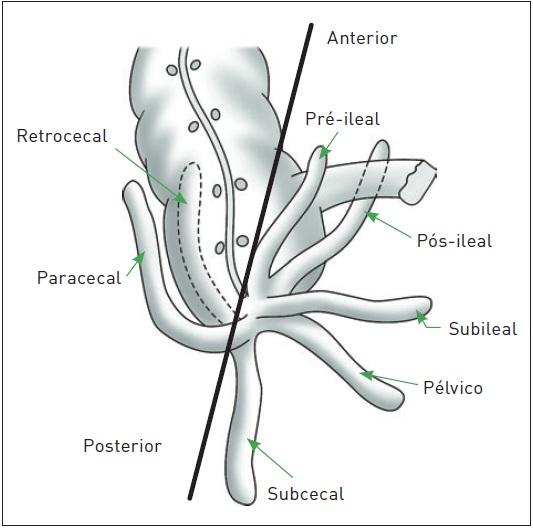 Anterior
Pré-ileal
Retrocecal
Pós-ileal
Paracecal
Subileal
Pélvico
Posterior
Subcecal